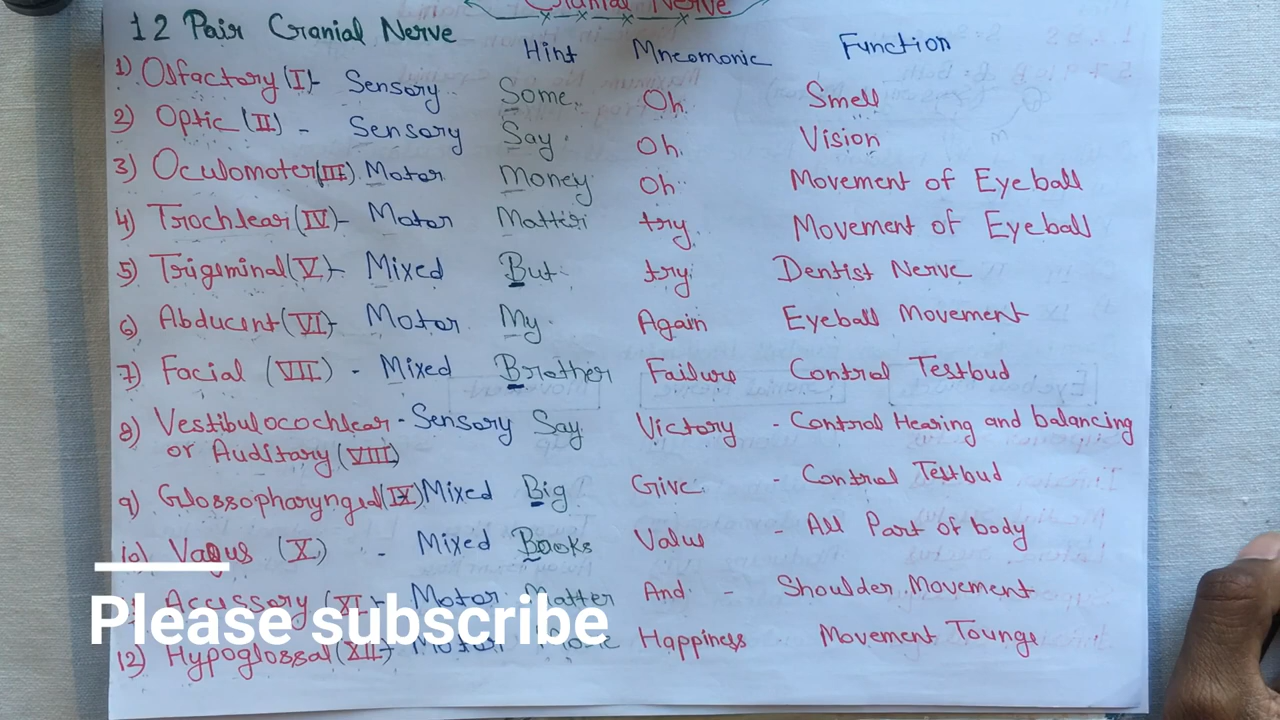 Cranial Nerve
12 Pair Cranial Nerve
Hint Mneomonic Function
1) Olfactory (I)- Sensory Some Oh Smell
2) Optic (II) - Sensory Say Oh Vision
3) Oculomoter (III) Motor Money Oh Movement of Eyeball
4) Trochlear (IV)- Motor Matter try Movement of Eyeball
5) Trigeminal (V)- Mixed But try Dentist Nerve
6) Abducent (VI)- Motor My Again Eyeball Movement
7) Facial (VII) - Mixed Brother Failure Control Testbud
8) Vestibulocochlear - Sensory Say Victory - Control Hearing and balancing
or Auditory (VIII)
9) Glossopharyngeal (IX) Mixed Big Give - Control Testbud
10) Vagus (X) - Mixed Books Value - All Part of body
Accessory (XI)- Motor Matter And - Shoulder Movement
Please subscribe
12) Hypoglossal (XII)- Motor Happiness Movement Tounge